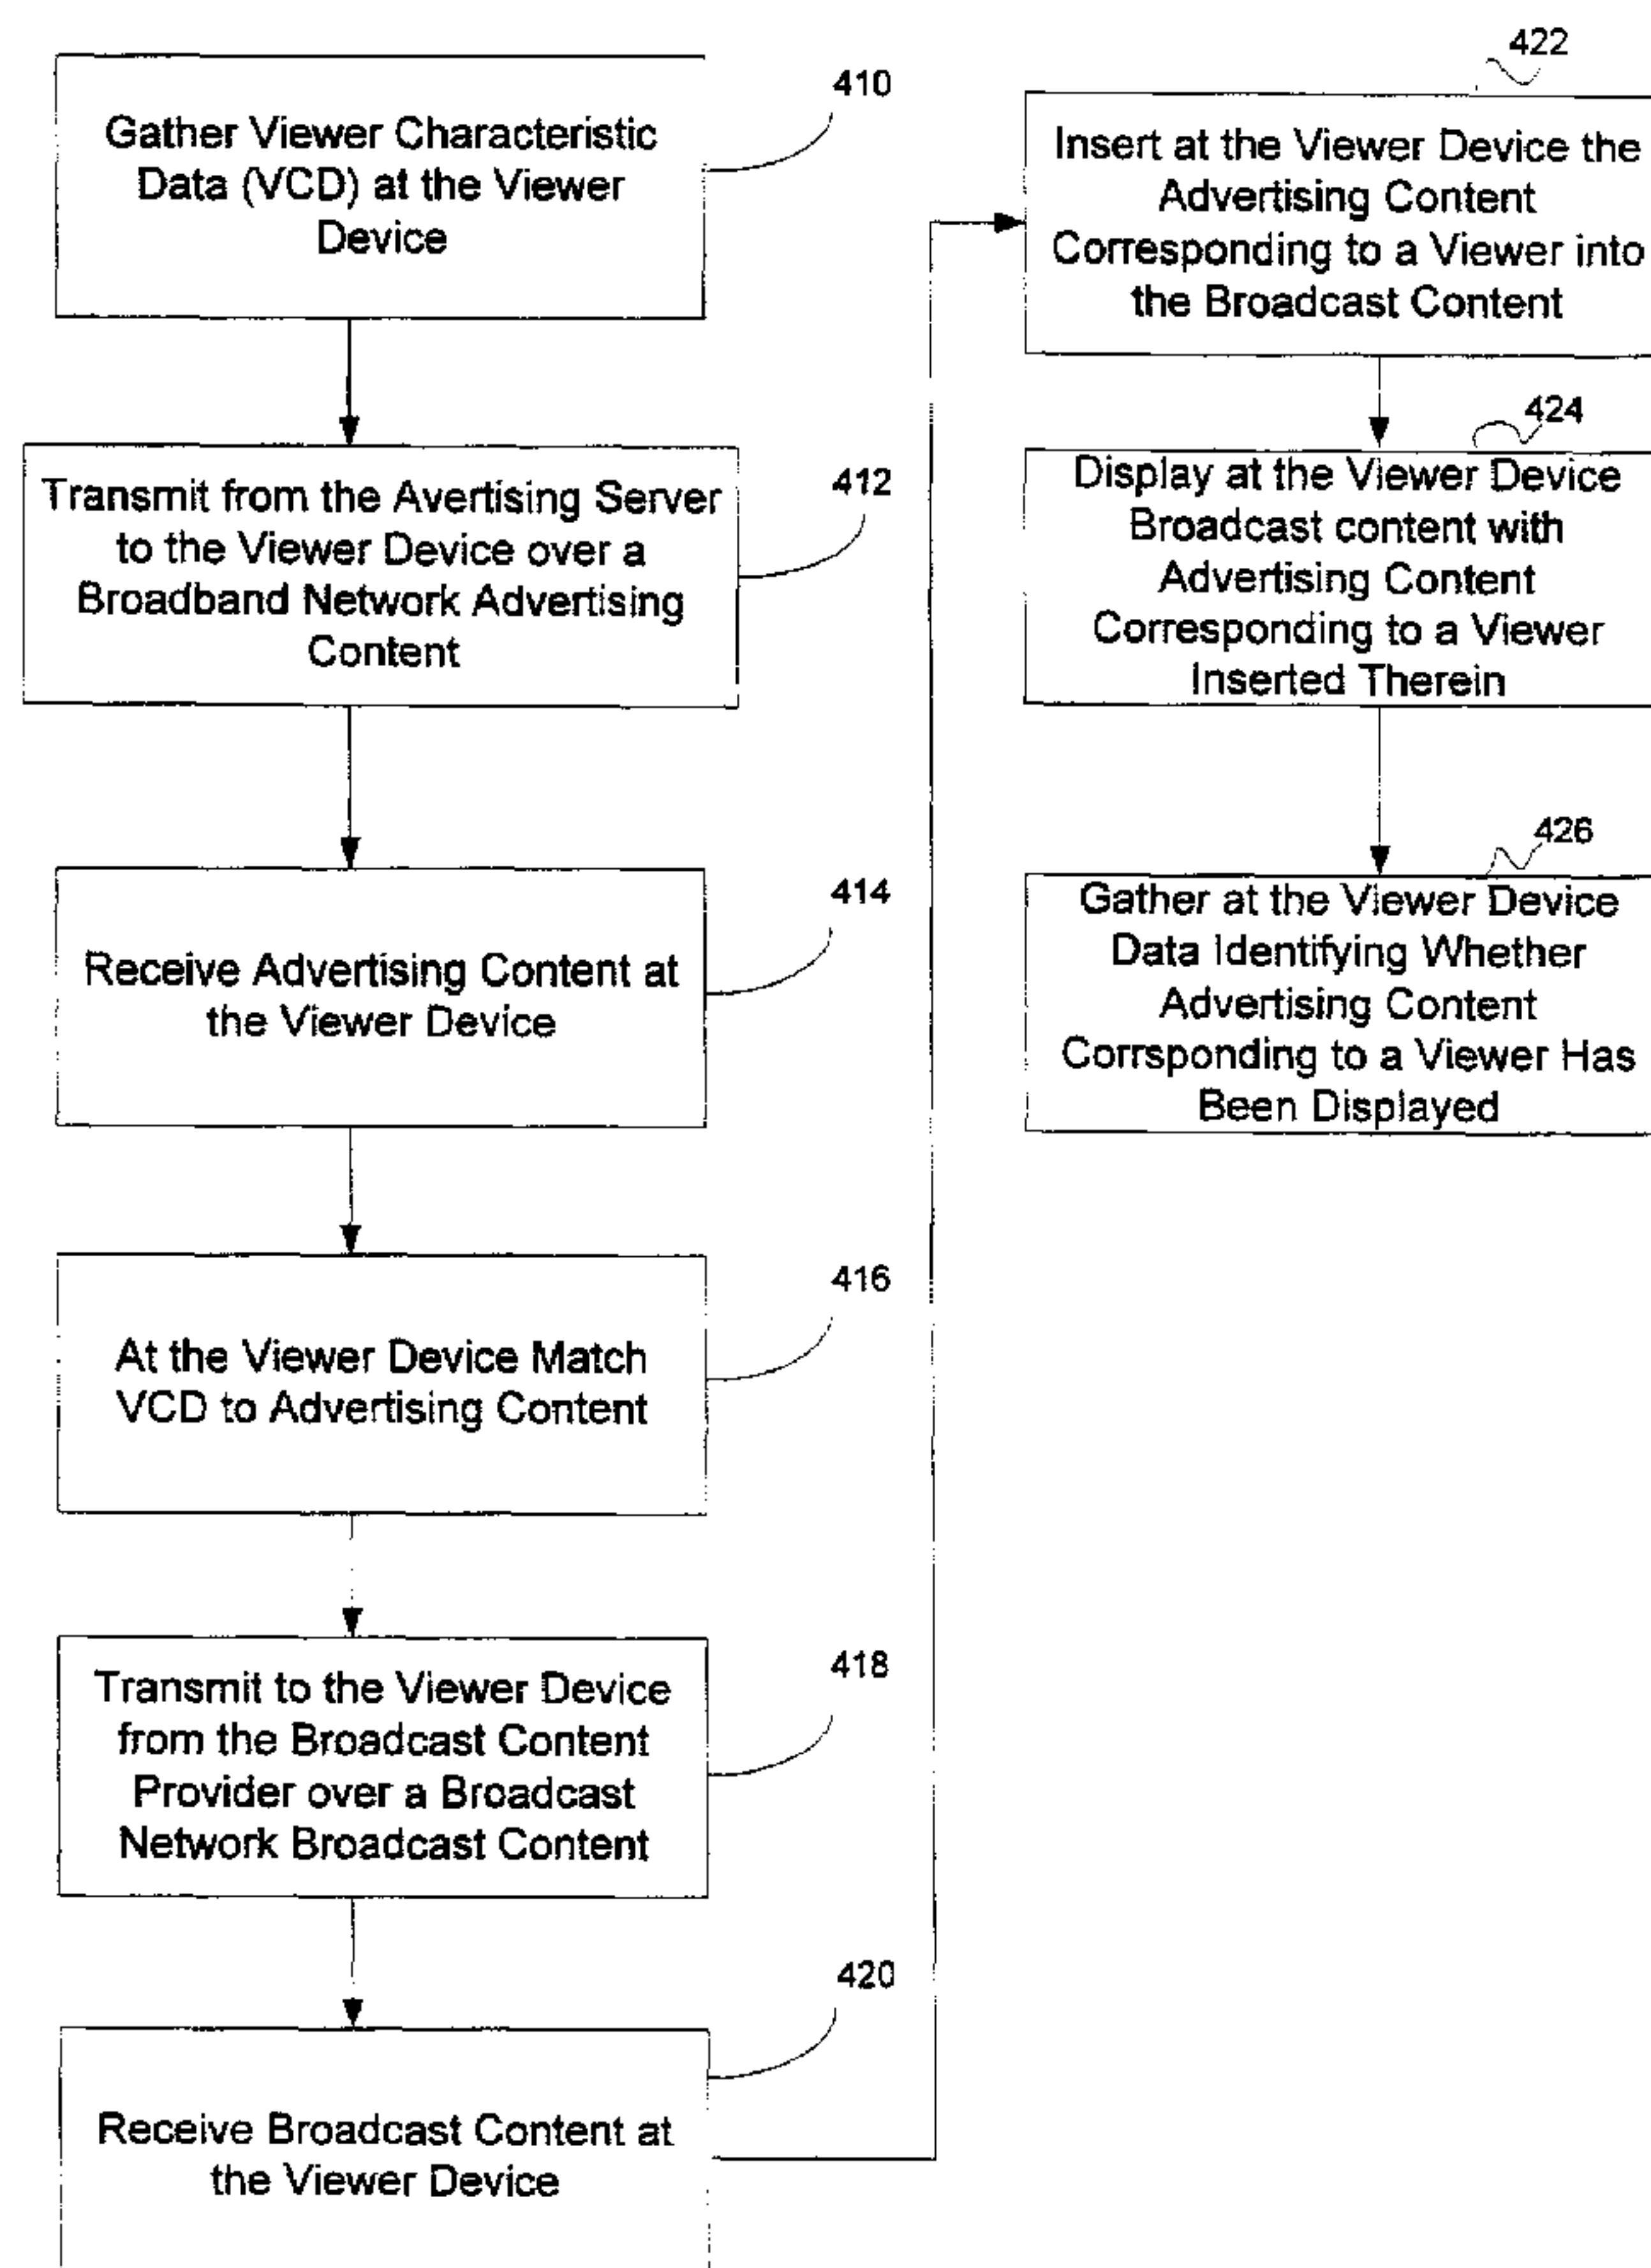 410
Gather Viewer Characteristic
Data (VCD) at the Viewer
Device
412
Transmit from the Avertising Server
to the Viewer Device over a
Broadband Network Advertising
Content
414
Receive Advertising Content at
the Viewer Device
416
At the Viewer Device Match
VCD to Advertising Content
418
Transmit to the Viewer Device
from the Broadcast Content
Provider over a Broadcast
Network Broadcast Content
420
Receive Broadcast Content at
the Viewer Device
422
Insert at the Viewer Device the
Advertising Content
Corresponding to a Viewer into
the Broadcast Content
424
Display at the Viewer Device
Broadcast content with
Advertising Content
Corresponding to a Viewer
Inserted Therein
426
Gather at the Viewer Device
Data Identifying Whether
Advertising Content
Corrsponding to a Viewer Has
Been Displayed